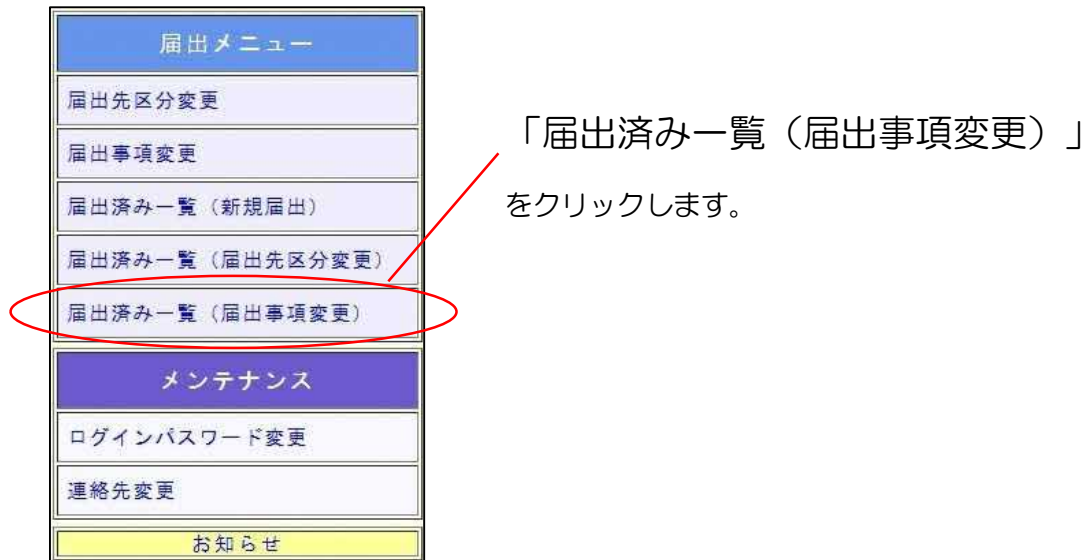 届出メニュー
届出先区分変更
届出事項変更
届出済み一覧（新規届出）
届出済み一覧（届出先区分変更）
届出済み一覧（届出事項変更）
メンテナンス
ログインパスワード変更
連絡先変更
お知らせ
「届出済み一覧（届出事項変更）」
をクリックします。